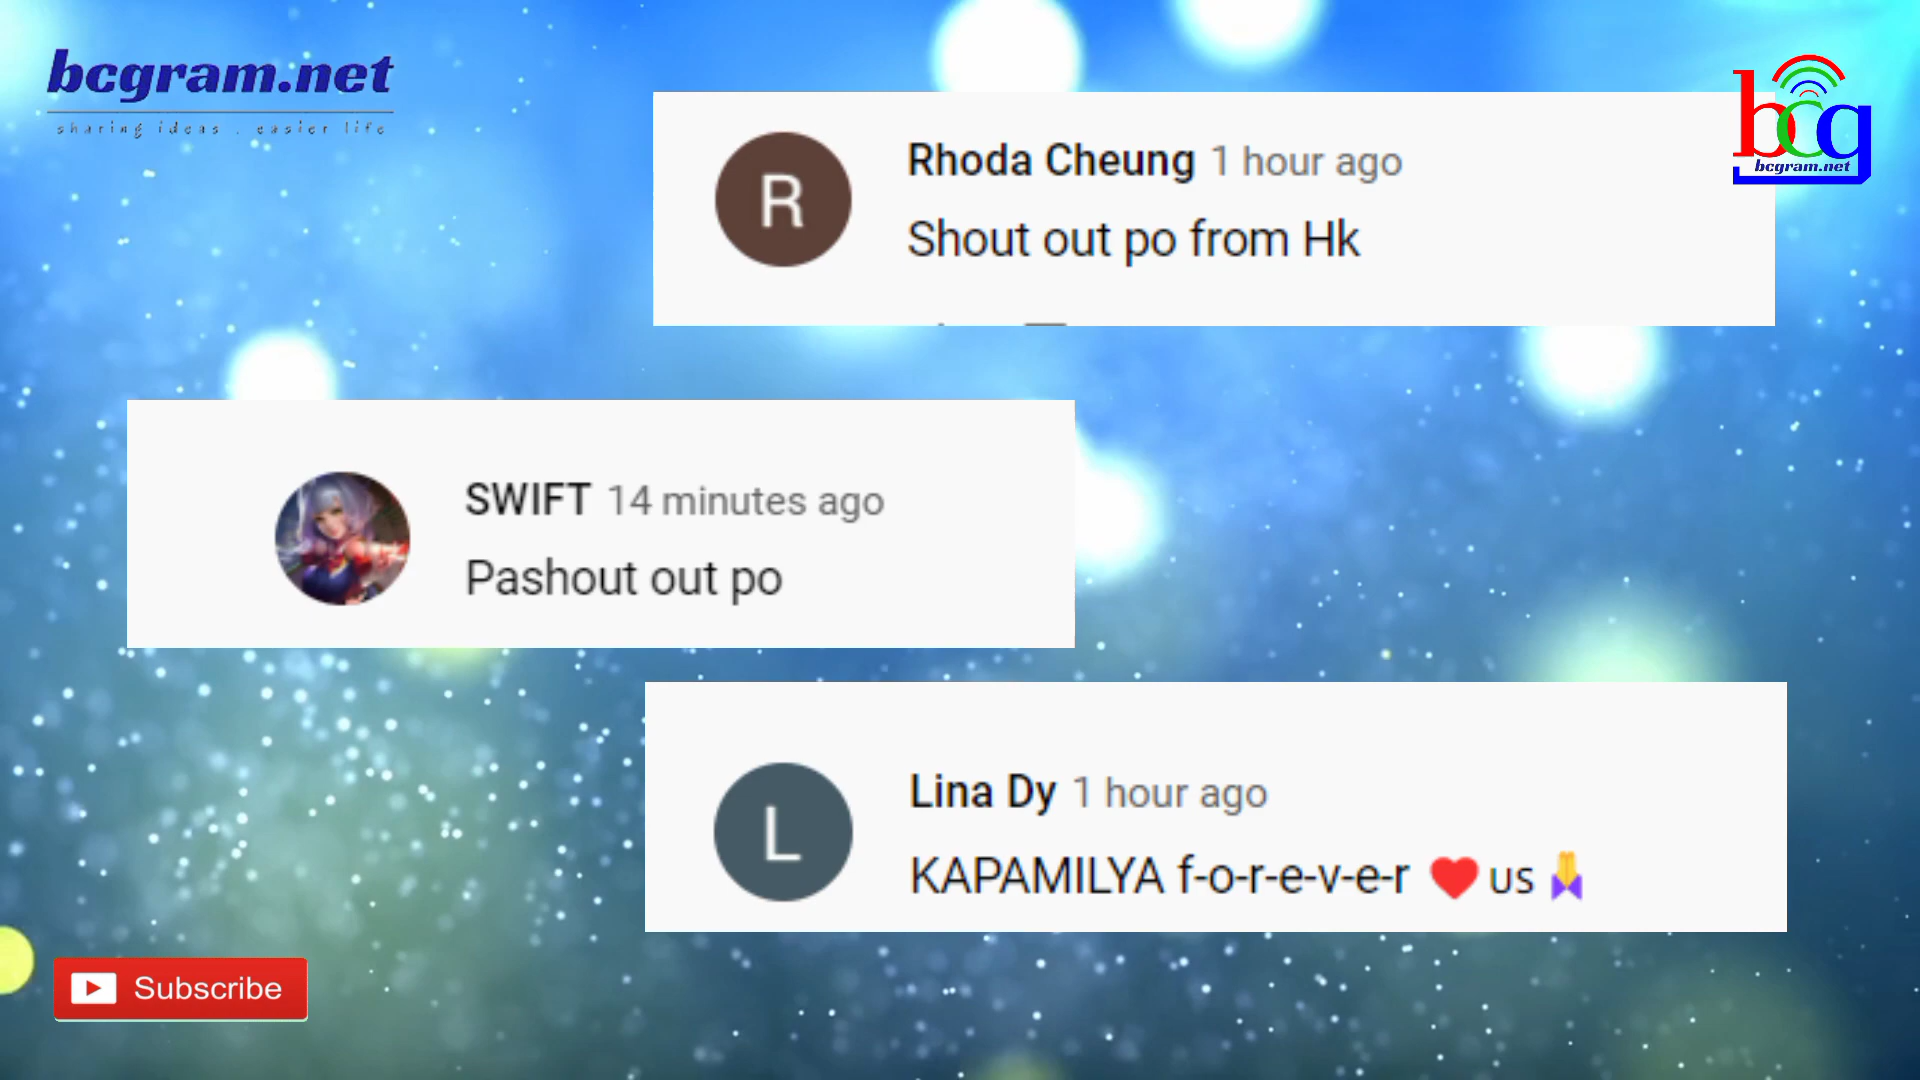 bcgram.net
sharing ideas . easier life
bcg
bcgram.net
R
Rhoda Cheung 1 hour ago
Shout out po from Hk
SWIFT 14 minutes ago
Pashout out po
L
Lina Dy 1 hour ago
KAPAMILYA f-o-r-e-v-e-r ❤️ us 🙏
Subscribe